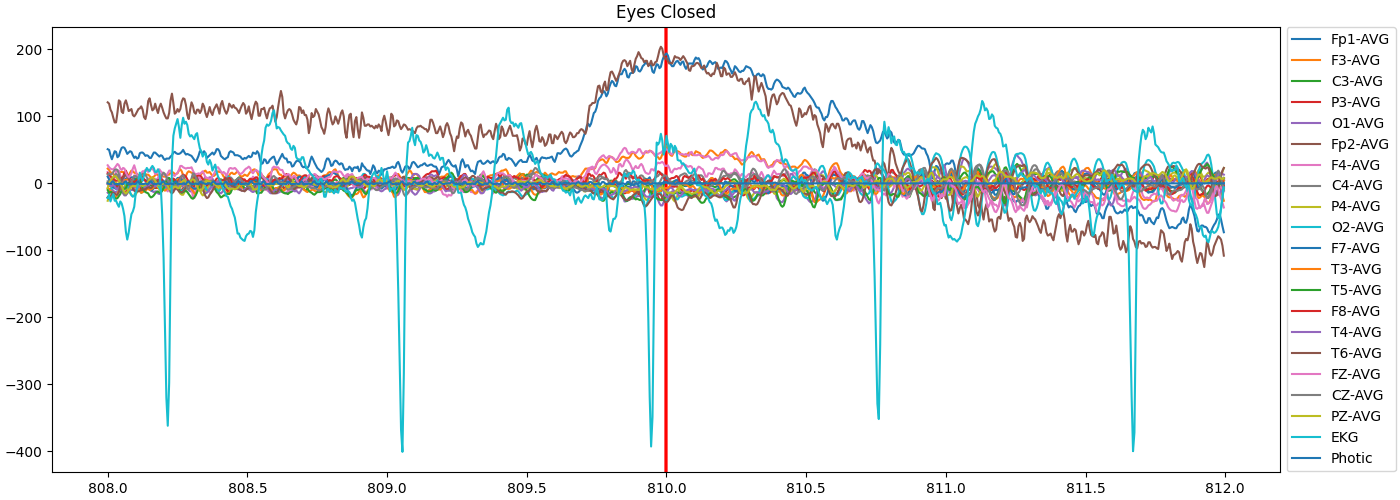 Eyes Closed
200
100
0
−100
−200
−300
−400
808.0 808.5 809.0 809.5 810.0 810.5 811.0 811.5 812.0
Fp1-AVG
F3-AVG
C3-AVG
P3-AVG
O1-AVG
Fp2-AVG
F4-AVG
C4-AVG
P4-AVG
O2-AVG
F7-AVG
T3-AVG
T5-AVG
F8-AVG
T4-AVG
T6-AVG
FZ-AVG
CZ-AVG
PZ-AVG
EKG
Photic